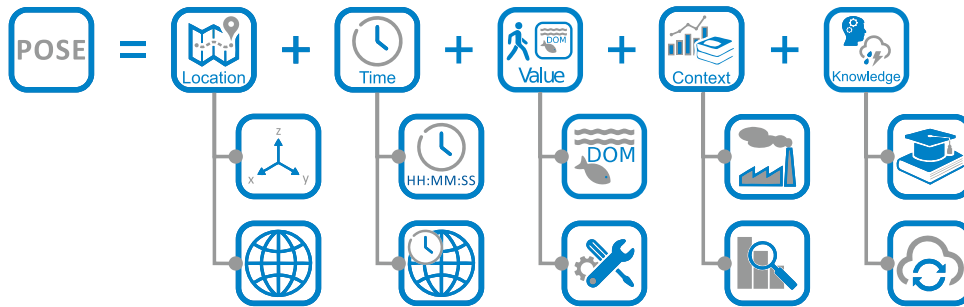 POSE = Location + Time + Value + Context + Knowledge
DOM
z
x y
HH:MM:SS
DOM